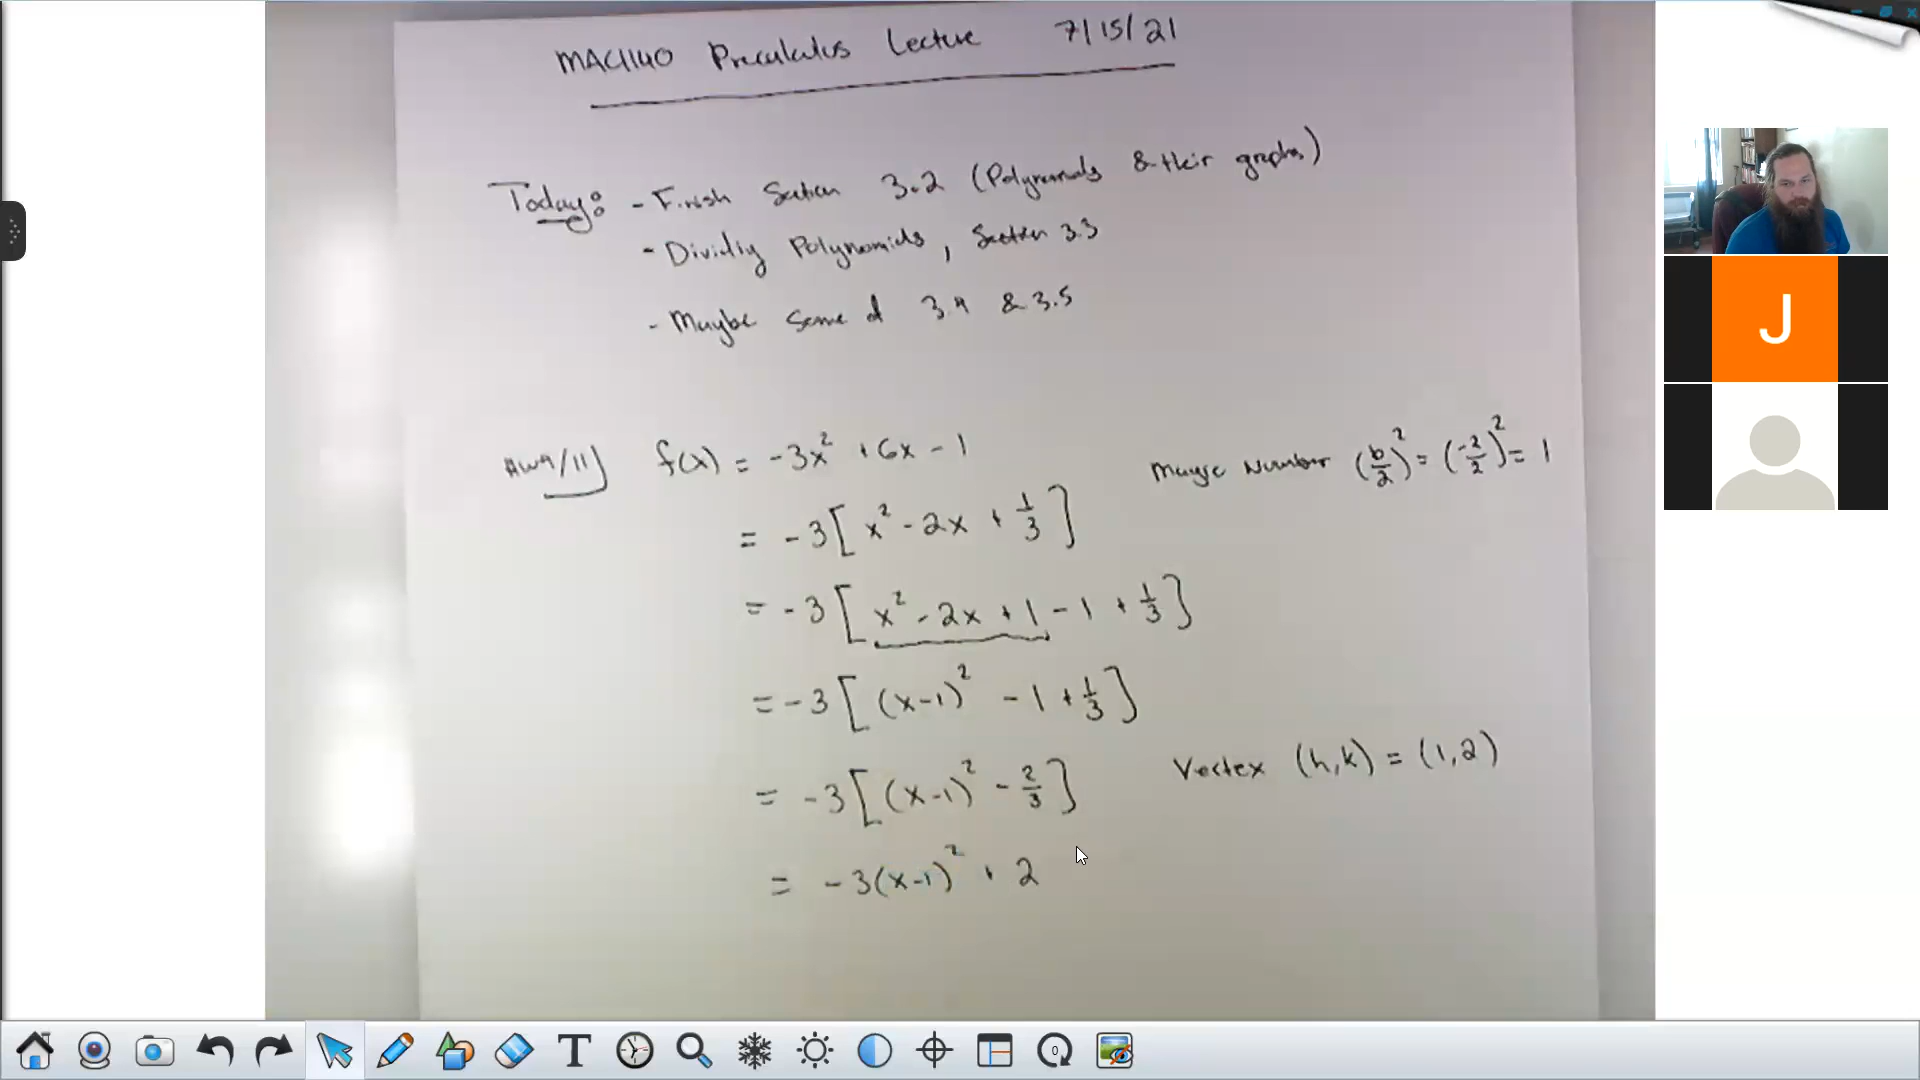 MAC1140 Precalculus Lecture 7/15/21
Today: - Finish Section 3.2 (Polynomials & their graphs)
- Dividing Polynomials, Section 3.3
- Maybe some of 3.4 & 3.5
HW9/11) f(x) = -3x² + 6x - 1
Magic Number (b/2)² = (-2/2)² = 1
= -3[x² - 2x + 1/3]
= -3[x² - 2x + 1 - 1 + 1/3]
= -3[(x-1)² - 1 + 1/3]
= -3[(x-1)² - 2/3]
Vertex (h,k) = (1,2)
= -3(x-1)² + 2
J
T
0